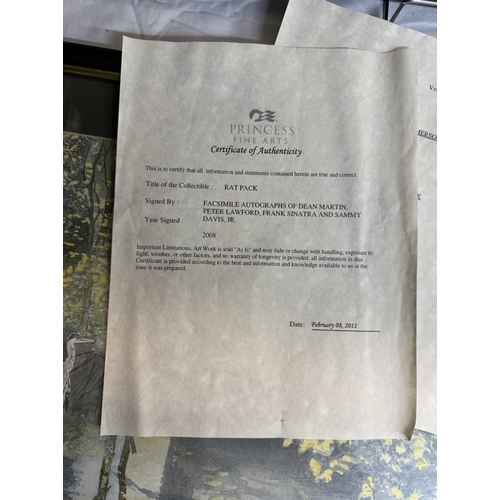 PRINCESS
FINE ARTS
Certificate of Authenticity
This is to certify that all information and statements contained herein are true and correct.
Title of the Collectible : RAT PACK
Signed By : FACSIMILE AUTOGRAPHS OF DEAN MARTIN,
PETER LAWFORD, FRANK SINATRA AND SAMMY
DAVIS, JR.
Year Signed :
2008
Important Limitations. Art Work is sold "As Is" and may fade or change with handling, exposure to
light, weather, or other factors, and no warranty of longevity is provided, all information in this
Certificate is provided according to the best and information and knowledge available to us at the
time it was prepared.
Date: February 08, 2011